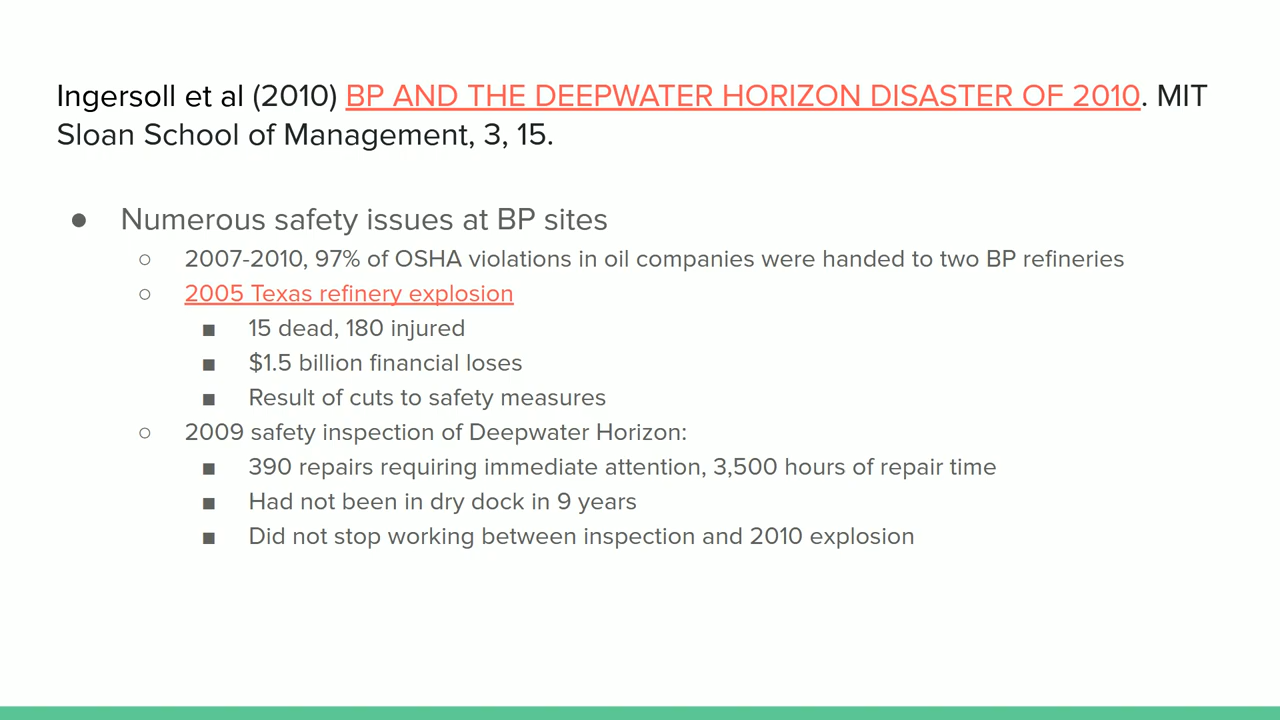 Ingersoll et al (2010) BP AND THE DEEPWATER HORIZON DISASTER OF 2010. MIT
Sloan School of Management, 3, 15.
● Numerous safety issues at BP sites
○ 2007-2010, 97% of OSHA violations in oil companies were handed to two BP refineries
○ 2005 Texas refinery explosion
■ 15 dead, 180 injured
■ $1.5 billion financial loses
■ Result of cuts to safety measures
○ 2009 safety inspection of Deepwater Horizon:
■ 390 repairs requiring immediate attention, 3,500 hours of repair time
■ Had not been in dry dock in 9 years
■ Did not stop working between inspection and 2010 explosion